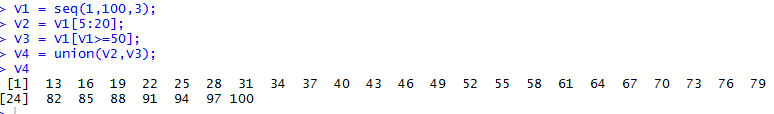 > v1 = seq(1,100,3);
> v2 = v1[5:20];
> v3 = v1[v1>=50];
> v4 = union(v2,v3);
> v4
 [1]  13  16  19  22  25  28  31  34  37  40  43  46  49  52  55  58  61  64  67  70  73  76  79
[24]  82  85  88  91  94  97 100
>